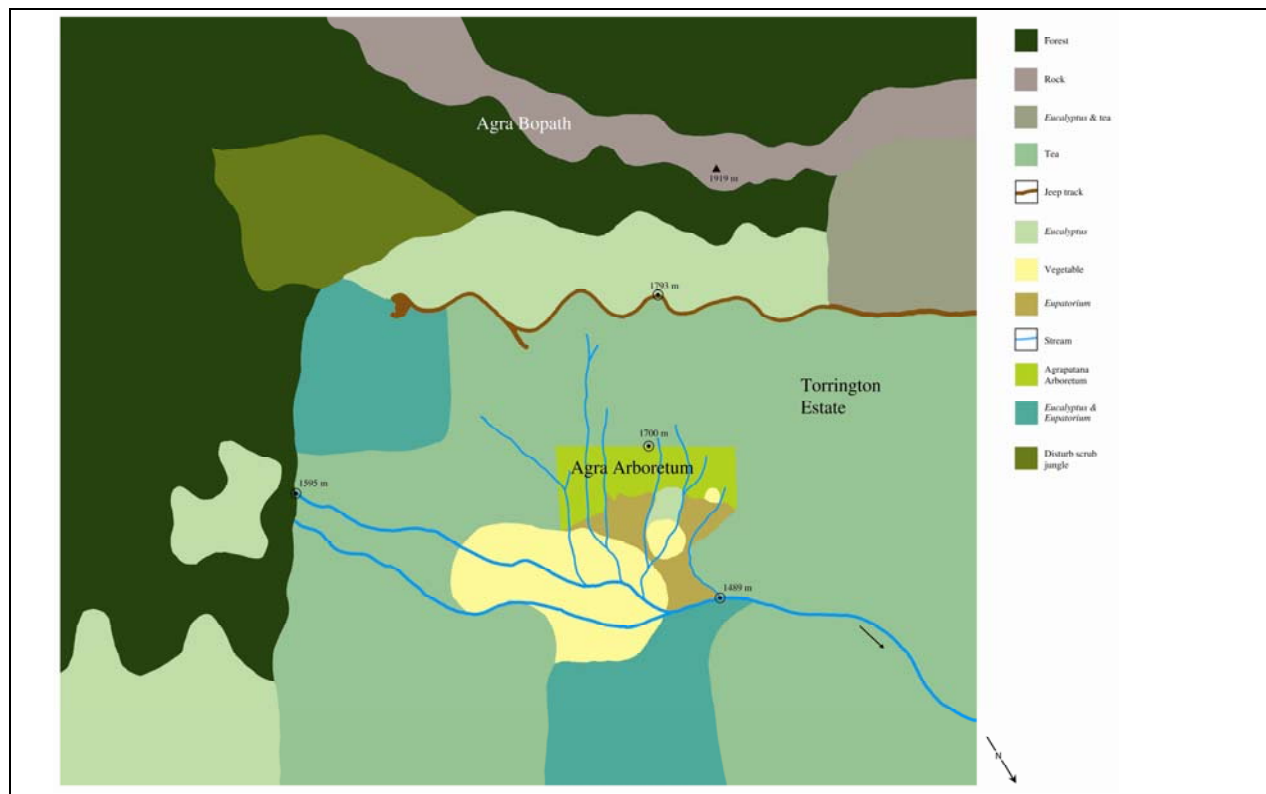 Agra Bopath
1919 m
1793 m
Torrington
Estate
1700 m
Agra Arboretum
1595 m
1489 m
Forest
Rock
Eucalyptus & tea
Tea
Jeep track
Eucalyptus
Vegetable
Eupatorium
Stream
Agrapatana
Arboretum
Eucalyptus &
Eupatorium
Disturb scrub
jungle
N